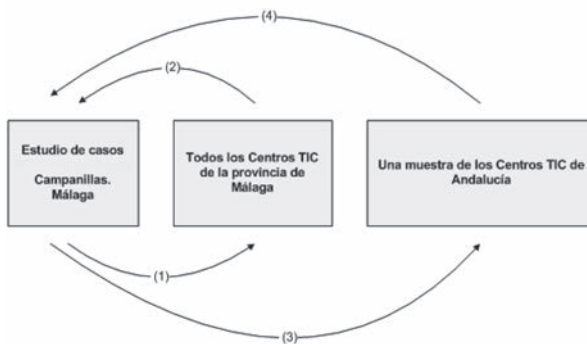 (4)
(2)
Estudio de casos
Campanillas.
Málaga
Todos los Centros TIC
de la provincia de
Málaga
Una muestra de los Centros TIC de
Andalucía
(1)
(3)